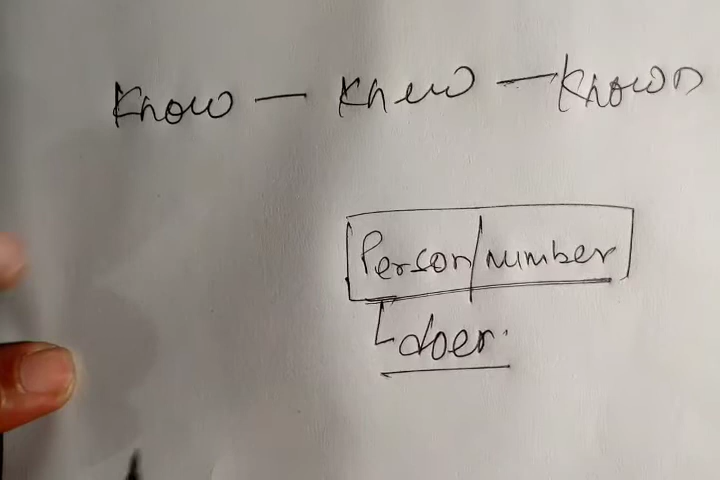 Know — Knew — Known
Person/number
doer.